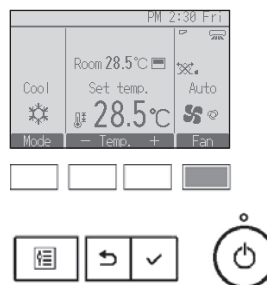 PM 2:30 Fri
Room 28.5°C
Cool Set temp. Auto
28.5°C
Mode − Temp. + Fan